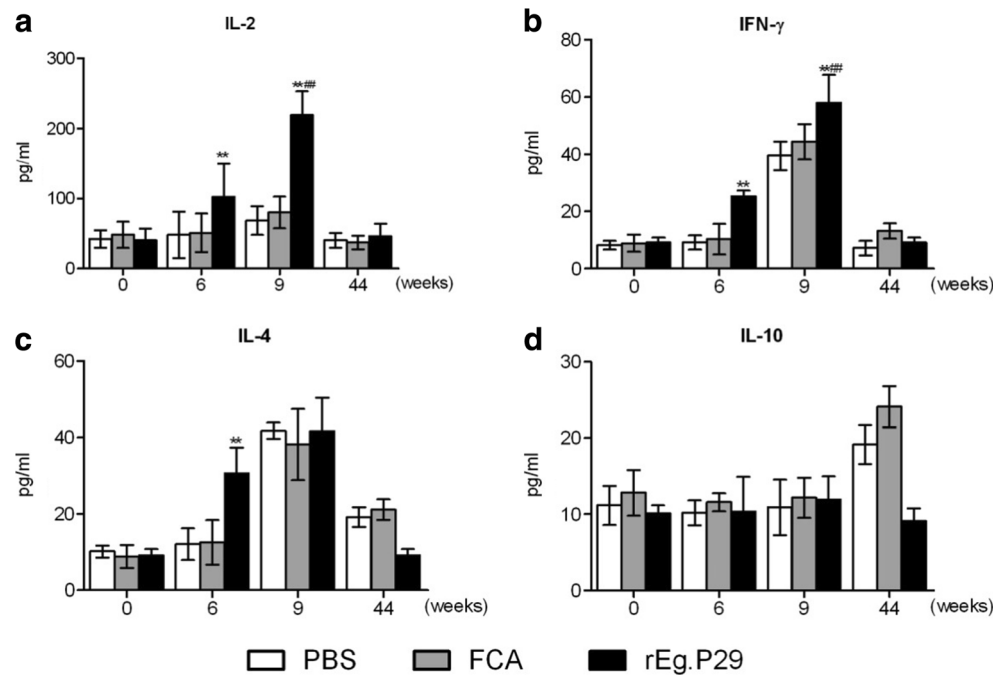 a
IL-2
300
200
100
0
pg/ml
**
**##
0 6 9 44 (weeks)
b
IFN-γ
80
60
40
20
0
pg/ml
**
**##
0 6 9 44 (weeks)
c
IL-4
60
40
20
0
pg/ml
**
0 6 9 44 (weeks)
d
IL-10
30
20
10
0
pg/ml
0 6 9 44 (weeks)
PBS FCA rEg.P29